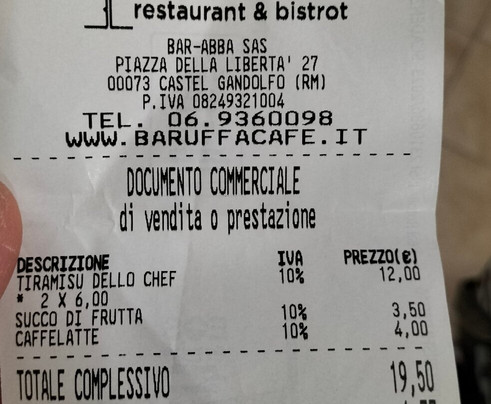 restaurant & bistrot
BAR-ABBA SAS
PIAZZA DELLA LIBERTA' 27
00073 CASTEL GANDOLFO (RM)
P.IVA 08249321004
TEL. 06.9360098
WWW.BARUFFACAFE.IT
DOCUMENTO COMMERCIALE
di vendita o prestazione
DESCRIZIONE IVA PREZZO(€)
TIRAMISU DELLO CHEF 10% 12,00
* 2 X 6,00
SUCCO DI FRUTTA 10% 3,50
CAFFELATTE 10% 4,00
TOTALE COMPLESSIVO 19,50